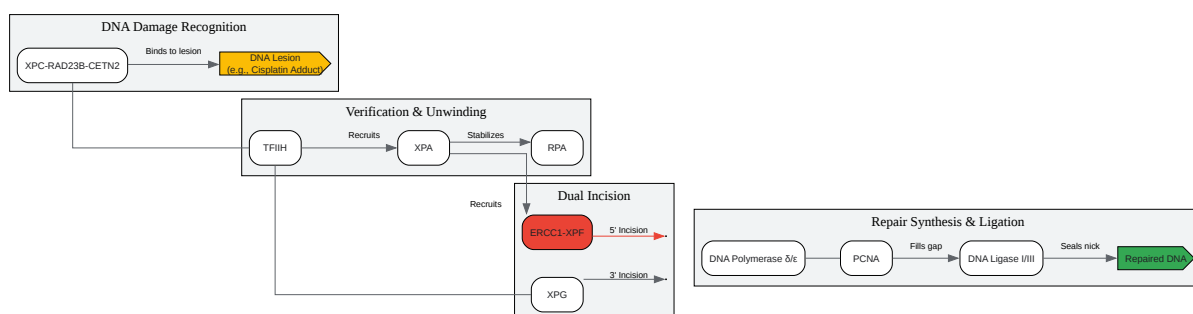 DNA Damage Recognition
XPC-RAD23B-CETN2
Binds to lesion
DNA Lesion
(e.g., Cisplatin Adduct)
Verification & Unwinding
TFIIH
Recruits
XPA
Stabilizes
RPA
Recruits
Dual Incision
ERCC1-XPF
5' Incision
XPG
3' Incision
Repair Synthesis & Ligation
DNA Polymerase δ/ε
PCNA
Fills gap
DNA Ligase I/III
Seals nick
Repaired DNA